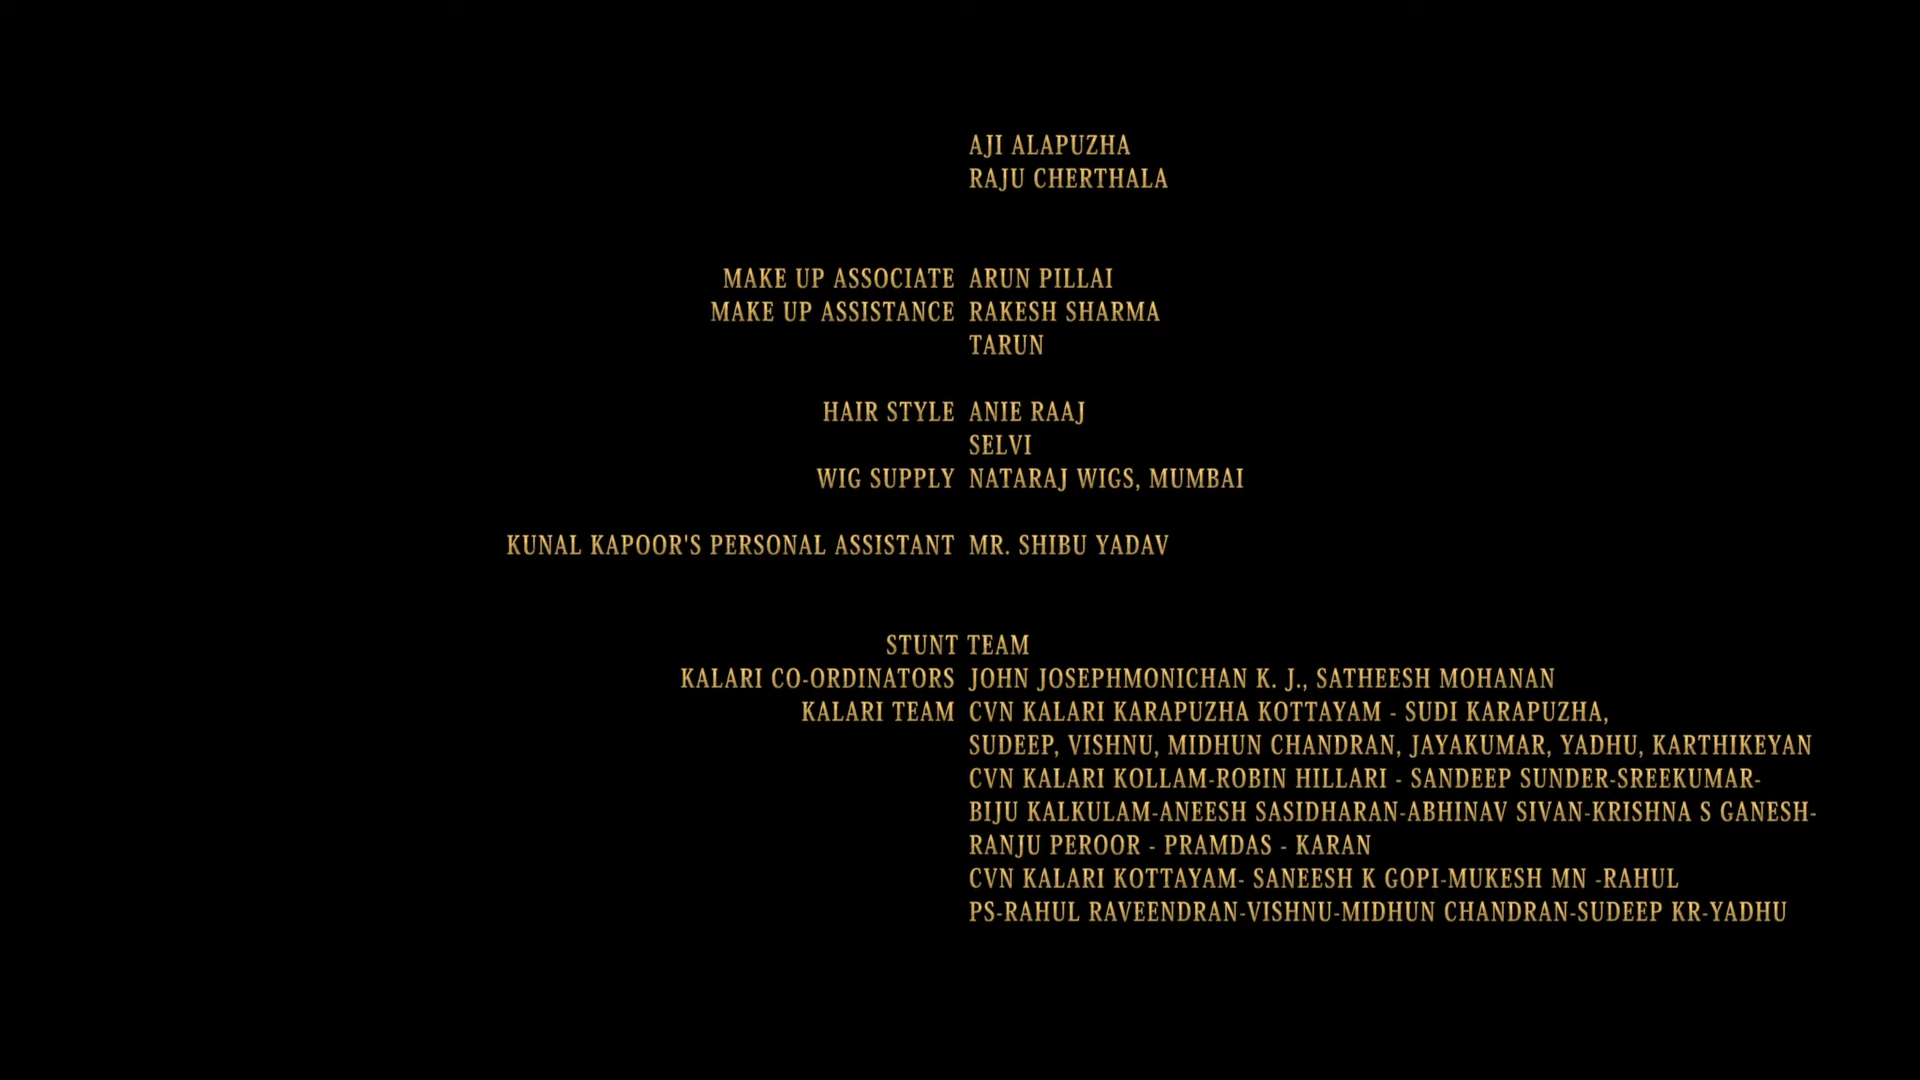 AJI ALAPUZHA
RAJU CHERTHALA
MAKE UP ASSOCIATE ARUN PILLAI
MAKE UP ASSISTANCE RAKESH SHARMA
TARUN
HAIR STYLE ANIE RAAJ
SELVI
WIG SUPPLY NATARAJ WIGS, MUMBAI
KUNAL KAPOOR'S PERSONAL ASSISTANT MR. SHIBU YADAV
STUNT TEAM
KALARI CO-ORDINATORS JOHN JOSEPHMONICHAN K. J., SATHEESH MOHANAN
KALARI TEAM CVN KALARI KARAPUZHA KOTTAYAM - SUDI KARAPUZHA,
SUDEEP, VISHNU, MIDHUN CHANDRAN, JAYAKUMAR, YADHU, KARTHIKEYAN
CVN KALARI KOLLAM-ROBIN HILLARI - SANDEEP SUNDER-SREEKUMAR-
BIJU KALKULAM-ANEESH SASIDHARAN-ABHINAV SIVAN-KRISHNA S GANESH-
RANJU PEROOR - PRAMDAS - KARAN
CVN KALARI KOTTAYAM- SANEESH K GOPI-MUKESH MN -RAHUL
PS-RAHUL RAVEENDRAN-VISHNU-MIDHUN CHANDRAN-SUDEEP KR-YADHU